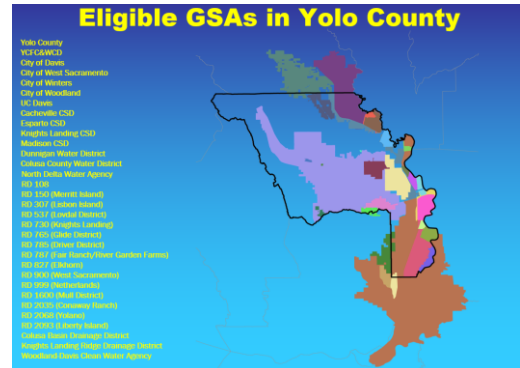 Eligible GSAs in Yolo County
Yolo County
YCFC&WCD
City of Davis
City of West Sacramento
City of Winters
City of Woodland
UC Davis
Cacheville CSD
Esparto CSD
Knights Landing CSD
Madison CSD
Dunnigan Water District
Colusa County Water District
North Delta Water Agency
RD 108
RD 150 (Merritt Island)
RD 307 (Lisbon Island)
RD 537 (Lovdal District)
RD 730 (Knights Landing)
RD 765 (Glide District)
RD 785 (Driver District)
RD 787 (Fair Ranch/River Garden Farms)
RD 827 (Elkhorn)
RD 900 (West Sacramento)
RD 999 (Netherlands)
RD 1600 (Mull District)
RD 2035 (Conaway Ranch)
RD 2068 (Yolano)
RD 2093 (Liberty Island)
Colusa Basin Drainage District
Knights Landing Ridge Drainage District
Woodland Davis Clean Water Agency